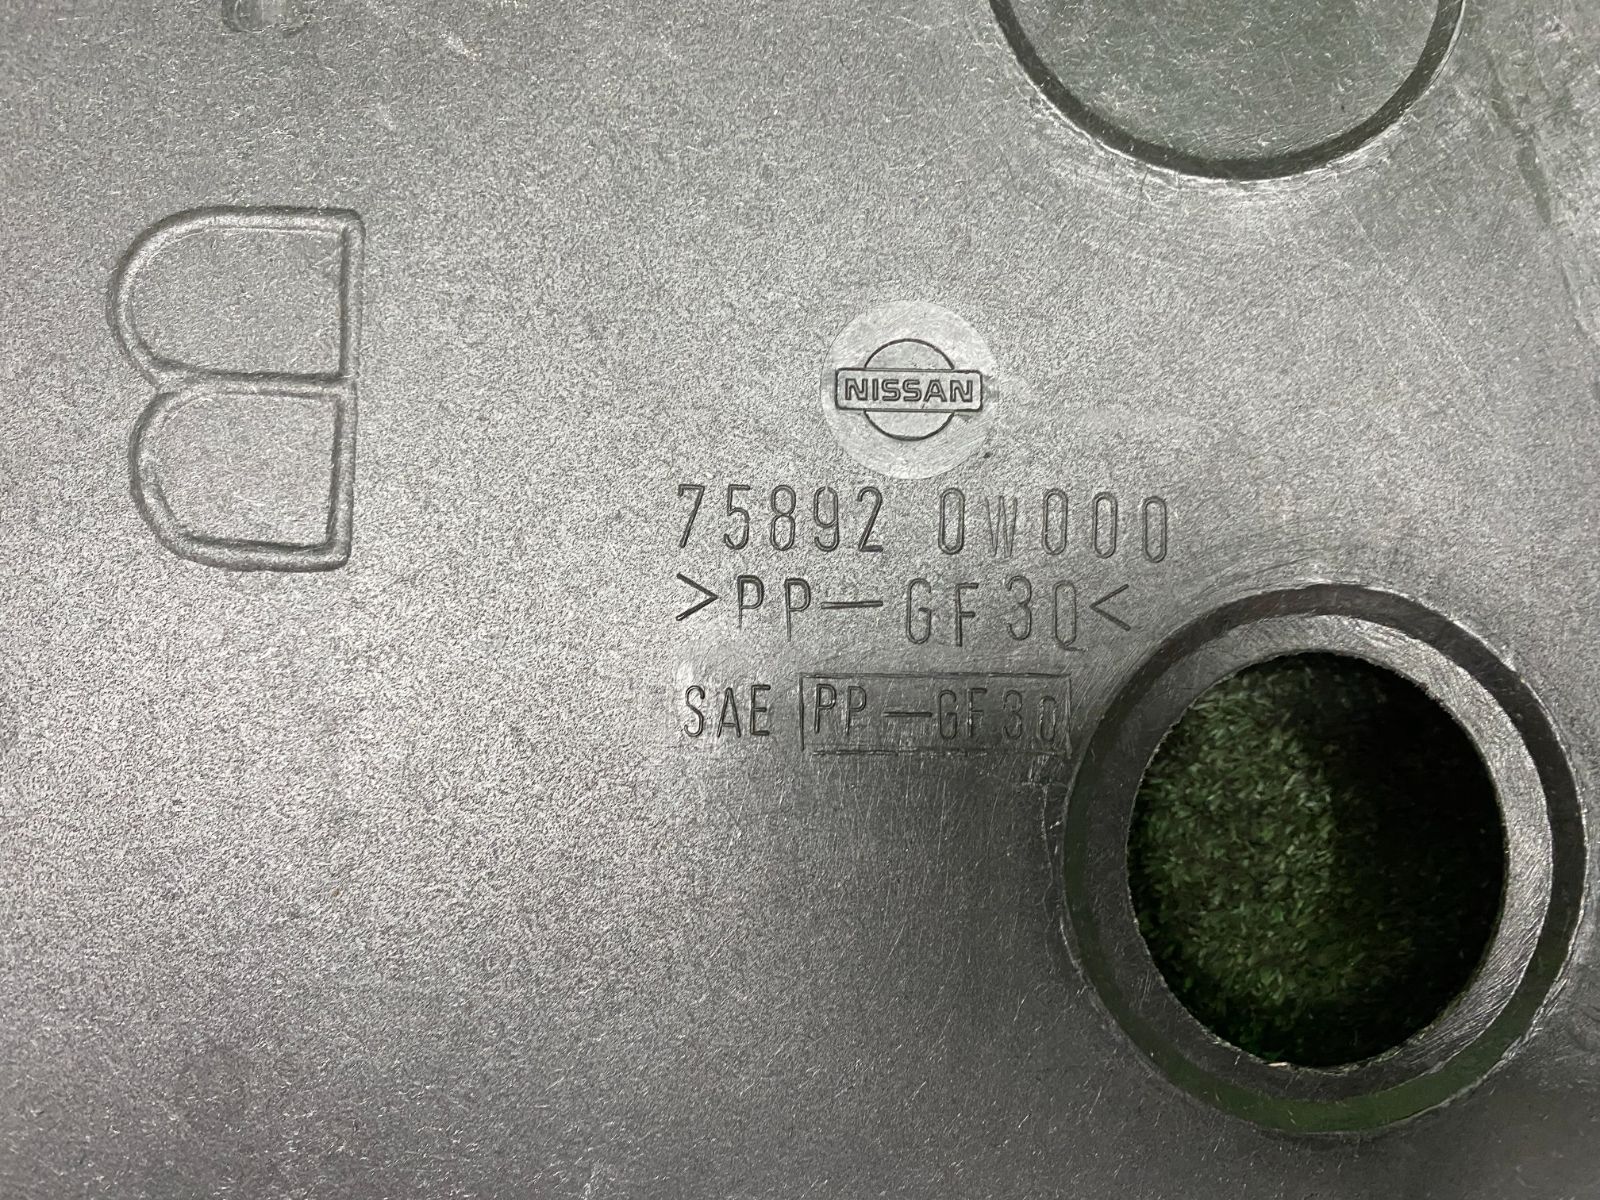 B
NISSAN
75892 0W000
>PP-GF30<
SAE PP-GF30